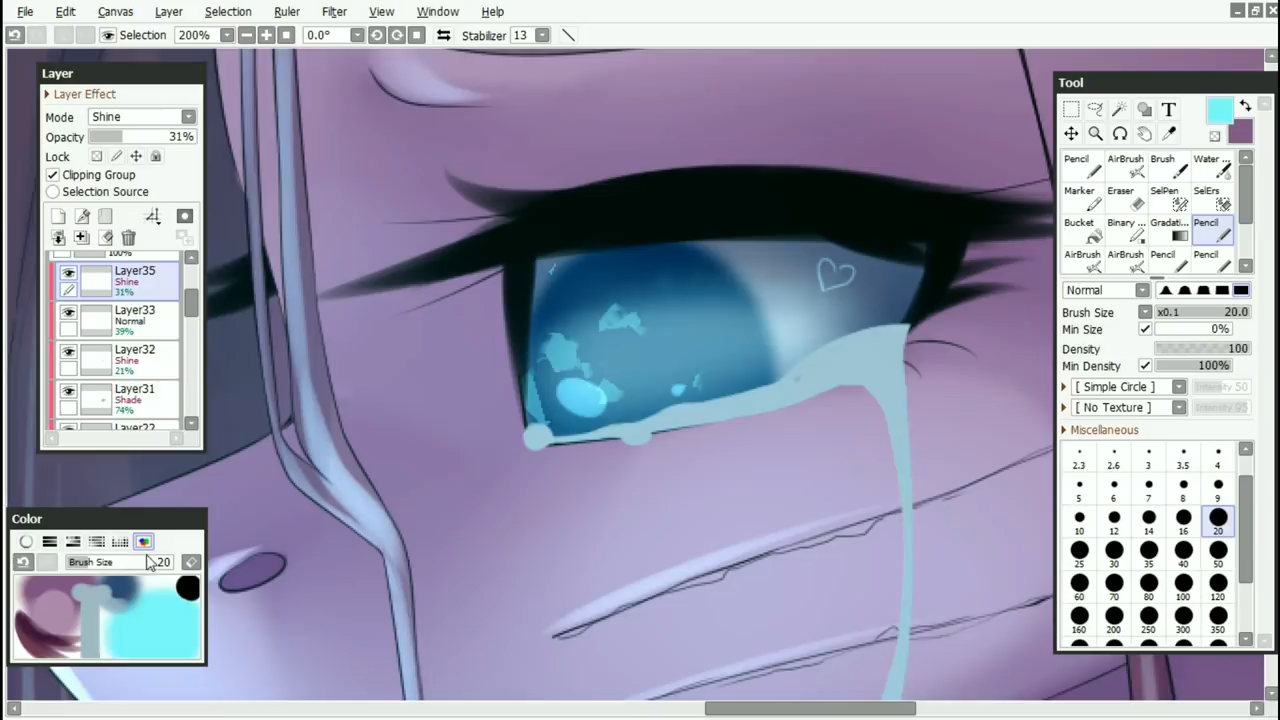 File Edit Canvas Layer Selection Ruler Filter View Window Help
Selection 200% 0.0° Stabilizer 13
Layer
Layer Effect
Mode Shine
Opacity 31%
Lock
Clipping Group
Selection Source
100%
Layer35
Shine
31%
Layer33
Normal
39%
Layer32
Shine
21%
Layer31
Shade
74%
Layer22
Color
Brush Size 20
Tool
T
Pencil AirBrush Brush Water ...
Marker Eraser SelPen SelErs
Bucket Binary ... Gradati... Pencil
AirBrush AirBrush Pencil Pencil
Normal
Brush Size x0.1 20.0
Min Size 0%
Density 100
Min Density 100%
[ Simple Circle ] Intensity 50
[ No Texture ] Intensity 95
Miscellaneous
2.3 2.6 3 3.5 4
5 6 7 8 9
10 12 14 16 20
25 30 35 40 50
60 70 80 100 120
160 200 250 300 350